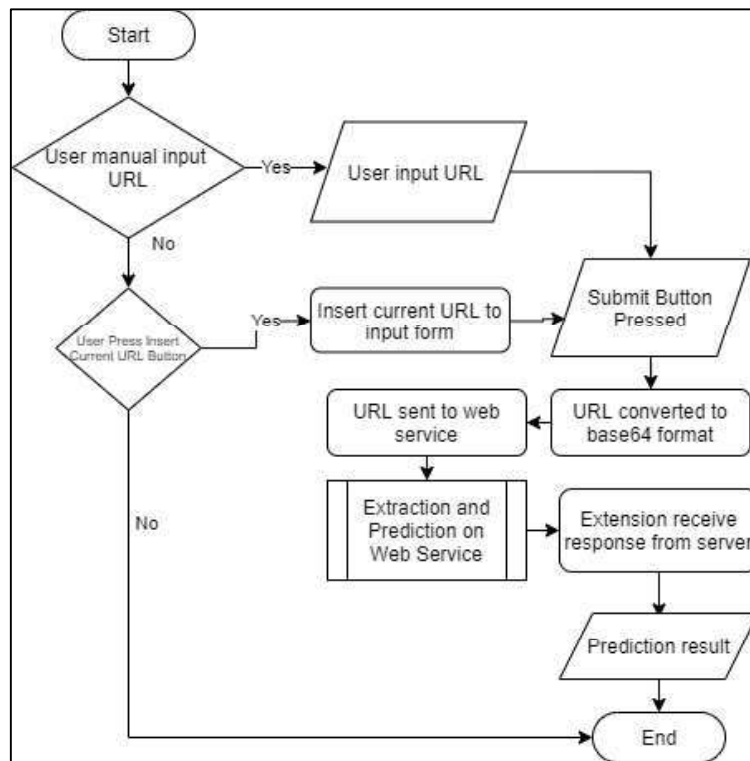 Start
User manual input
URL
Yes
User input URL
No
User Press Insert
Current URL Button
Yes
Insert current URL to
input form
Submit Button
Pressed
URL sent to web
service
URL converted to
base64 format
No
Extraction and
Prediction on
Web Service
Extension receive
response from server
Prediction result
End